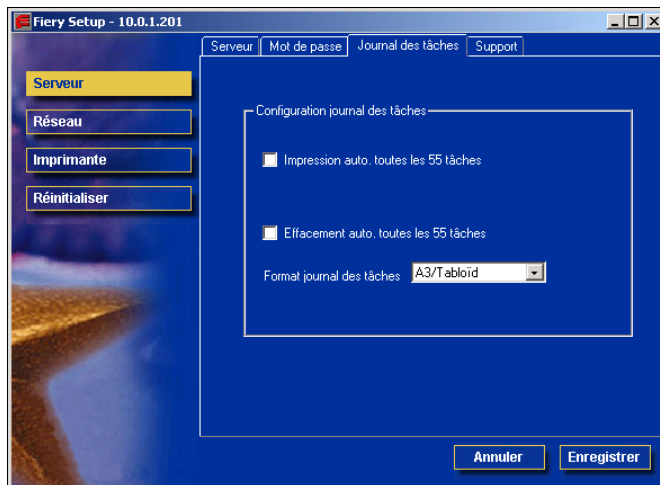 Fiery Setup - 10.0.1.201
Serveur
Mot de passe
Journal des tâches
Support
Serveur
Réseau
Imprimante
Réinitialiser
Configuration journal des tâches
Impression auto. toutes les 55 tâches
Effacement auto. toutes les 55 tâches
Format journal des tâches
A3/Tabloïd
Annuler
Enregistrer